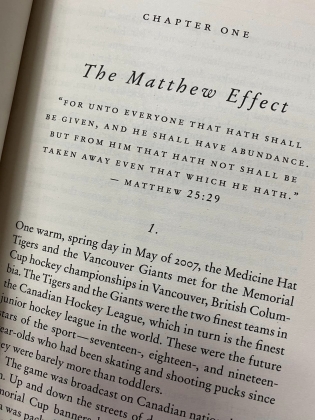 CHAPTER ONE
The Matthew Effect
"FOR UNTO EVERYONE THAT HATH SHALL
BE GIVEN, AND HE SHALL HAVE ABUNDANCE.
BUT FROM HIM THAT HATH NOT SHALL BE
TAKEN AWAY EVEN THAT WHICH HE HATH."
— MATTHEW 25:29
1.
One warm, spring day in May of 2007, the Medicine Hat
Tigers and the Vancouver Giants met for the Memorial
Cup hockey championships in Vancouver, British Colum-
bia. The Tigers and the Giants were the two finest teams in
the Canadian Hockey League, which in turn is the finest
junior hockey league in the world. These were the future
stars of the sport—seventeen-, eighteen-, and nineteen-
ear-olds who had been skating and shooting pucks since
ey were barely more than toddlers.
The game was broadcast on Canadian natio
n. Up and down the streets of d
morial Cup banners